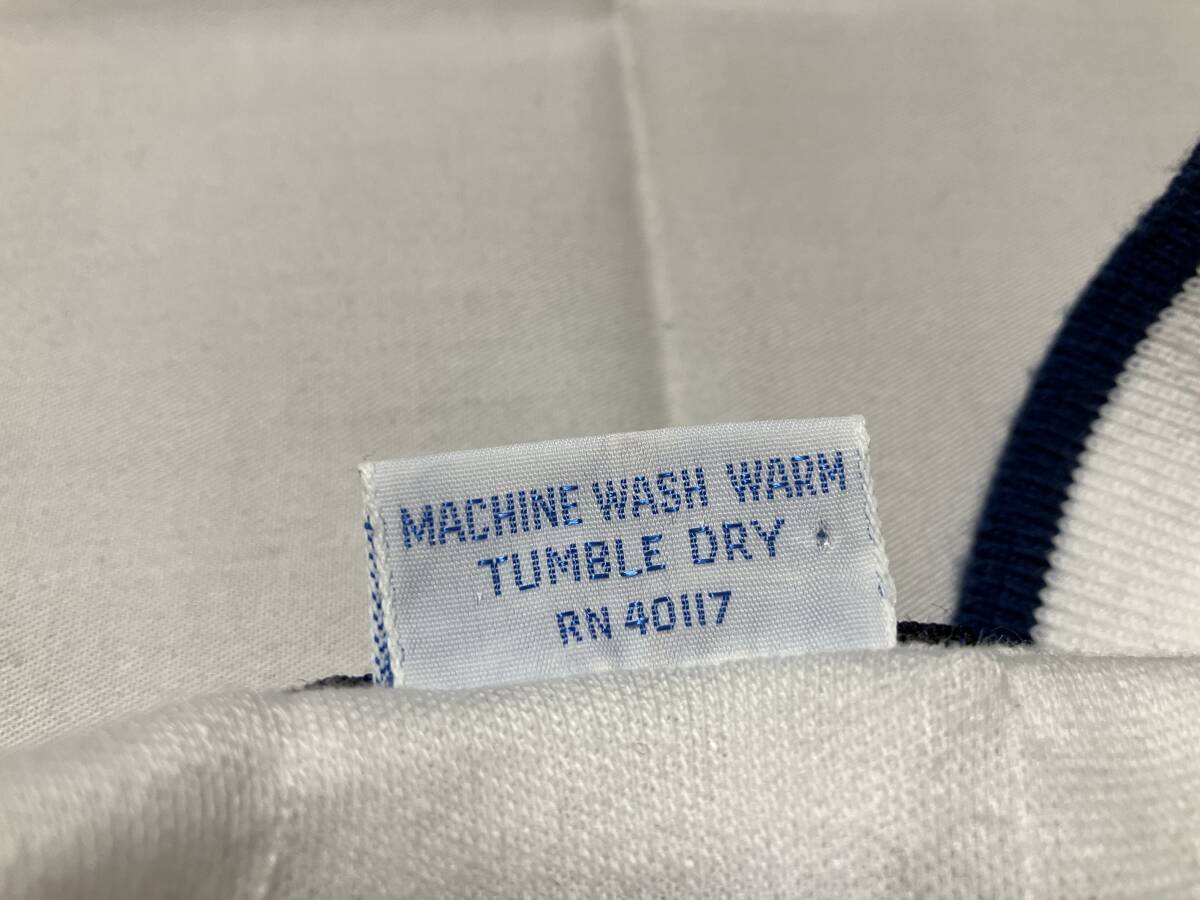 MACHINE WASH WARM
TUMBLE DRY
RN 40117